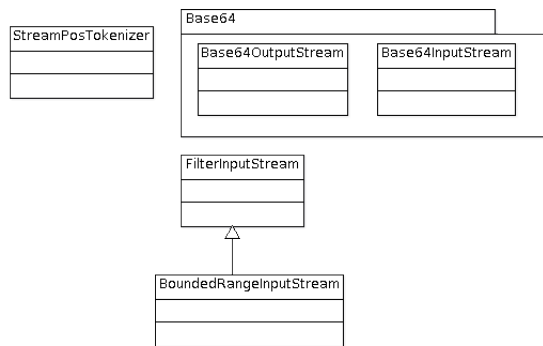 Base64
StreamPosTokenizer
Base64OutputStream
Base64InputStream
FilterInputStream
BoundedRangeInputStream